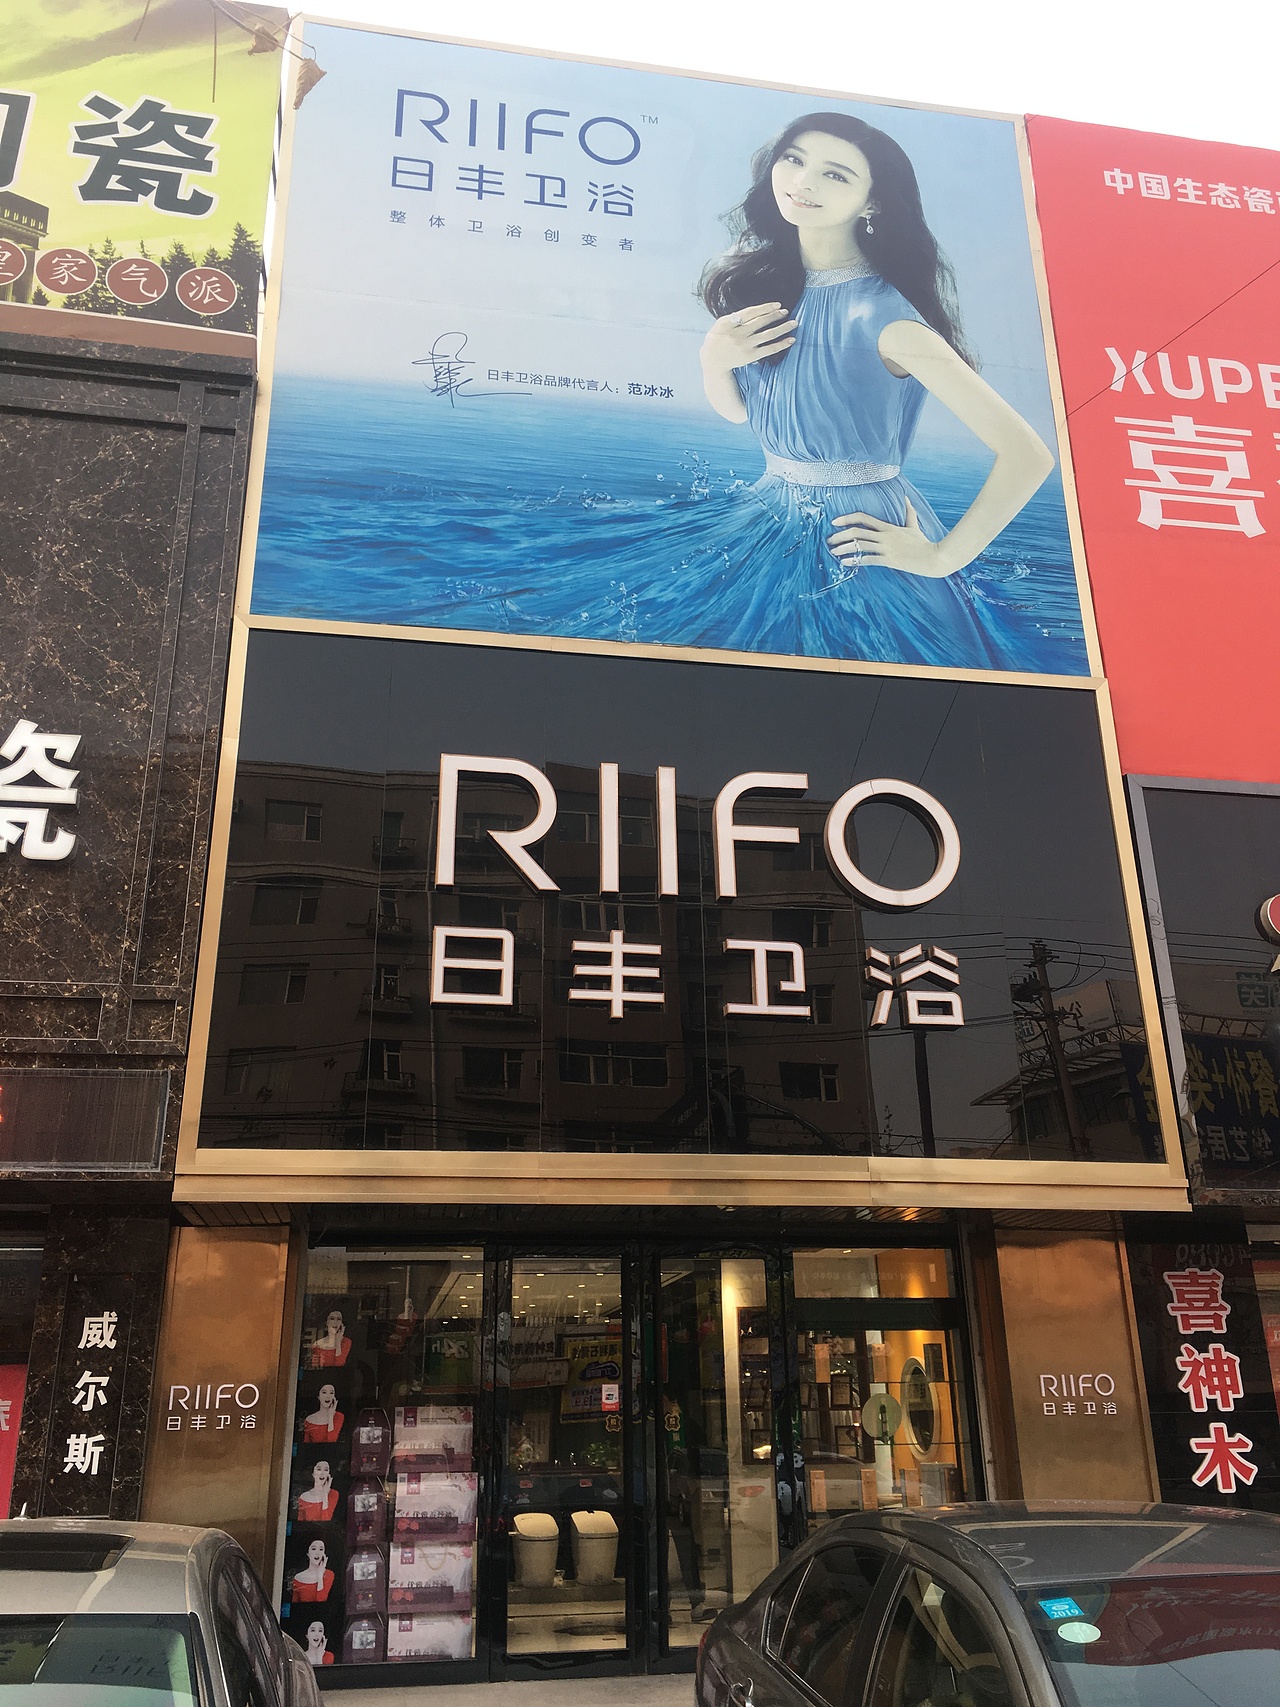 瓷
家气派
RIIFO™
日丰卫浴
整体卫浴创变者
日丰卫浴品牌代言人：范冰冰
中国生态瓷
XUPE
喜
瓷
RIIFO
日丰卫浴
威尔斯
RIIFO
日丰卫浴
RIIFO
日丰卫浴
喜神木
2019